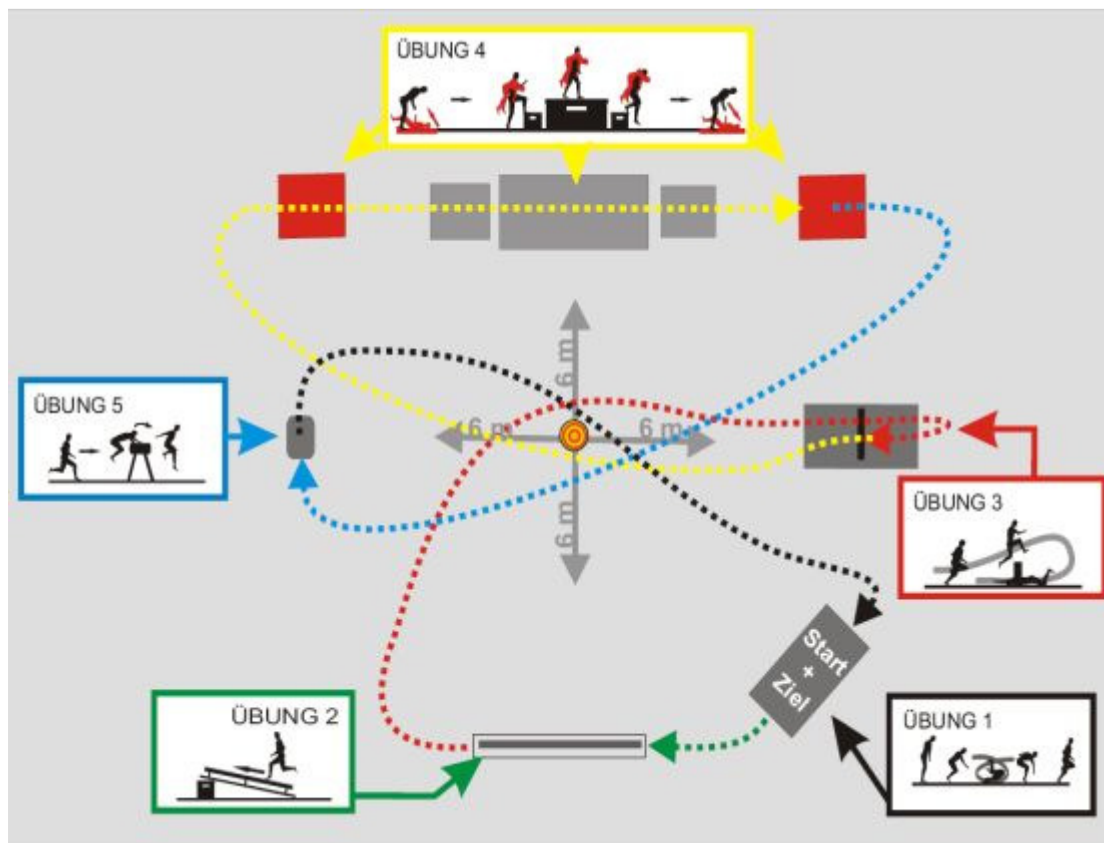 ÜBUNG 4
6 m
6 m
6 m
6 m
ÜBUNG 5
ÜBUNG 3
Start
+
Ziel
ÜBUNG 2
ÜBUNG 1